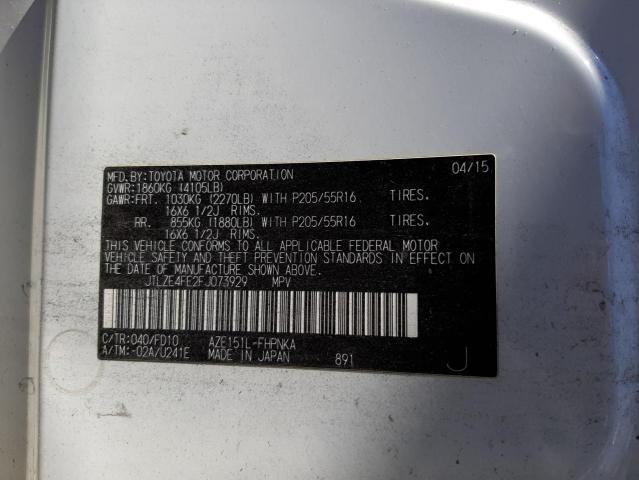 MFD.BY:TOYOTA MOTOR CORPORATION 04/15
GVWR:1860KG (4105LB)
GAWR:FRT. 1030KG (2270LB) WITH P205/55R16 TIRES.
16X6 1/2J RIMS.
RR. 855KG (1880LB) WITH P205/55R16 TIRES.
16X6 1/2J RIMS.
THIS VEHICLE CONFORMS TO ALL APPLICABLE FEDERAL MOTOR
VEHICLE SAFETY AND THEFT PREVENTION STANDARDS IN EFFECT ON THE
DATE OF MANUFACTURE SHOWN ABOVE.
JTLZE4FE2FJ073929 MPV
C/TR:040/FD10 AZE151L-FHPNKA
A/TM:-02A/U241E MADE IN JAPAN 891 J